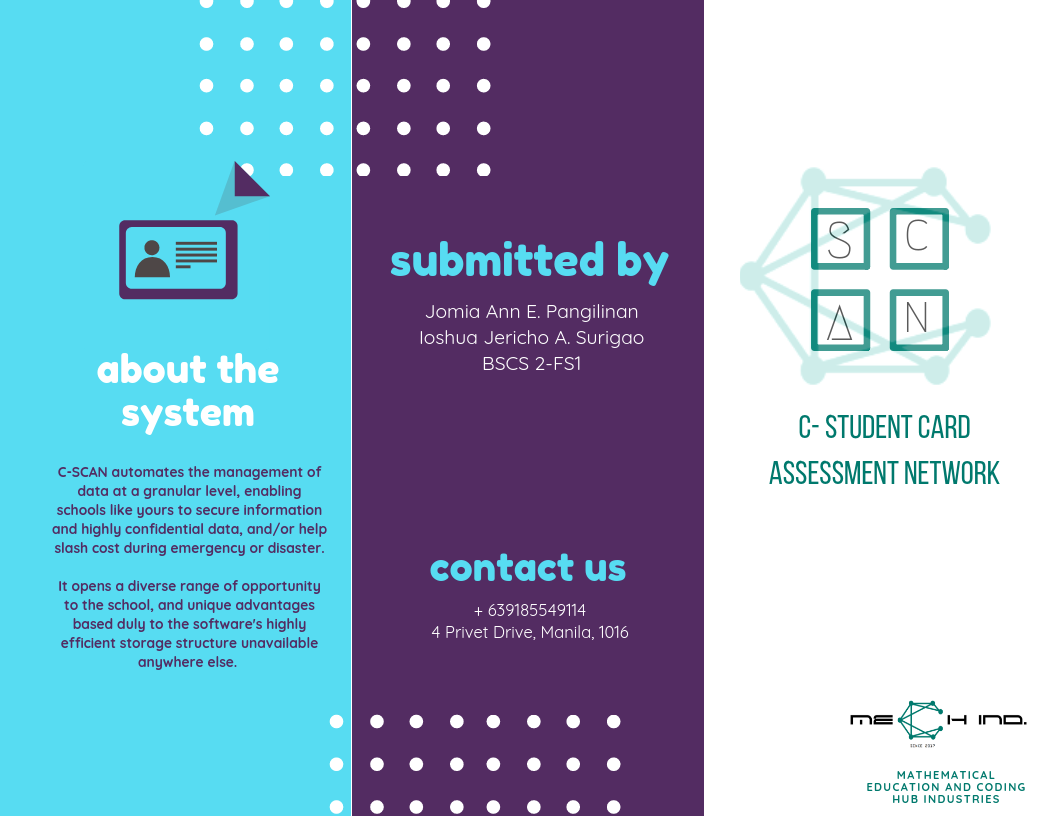 about the
system
C-SCAN automates the management of
data at a granular level, enabling
schools like yours to secure information
and highly confidential data, and/or help
slash cost during emergency or disaster.
It opens a diverse range of opportunity
to the school, and unique advantages
based duly to the software's highly
efficient storage structure unavailable
anywhere else.
submitted by
Jomia Ann E. Pangilinan
Ioshua Jericho A. Surigao
BSCS 2-FS1
contact us
+ 639185549114
4 Privet Drive, Manila, 1016
S C
A N
C- STUDENT CARD
ASSESSMENT NETWORK
MECH IND.
SINCE 2017
MATHEMATICAL
EDUCATION AND CODING
HUB INDUSTRIES